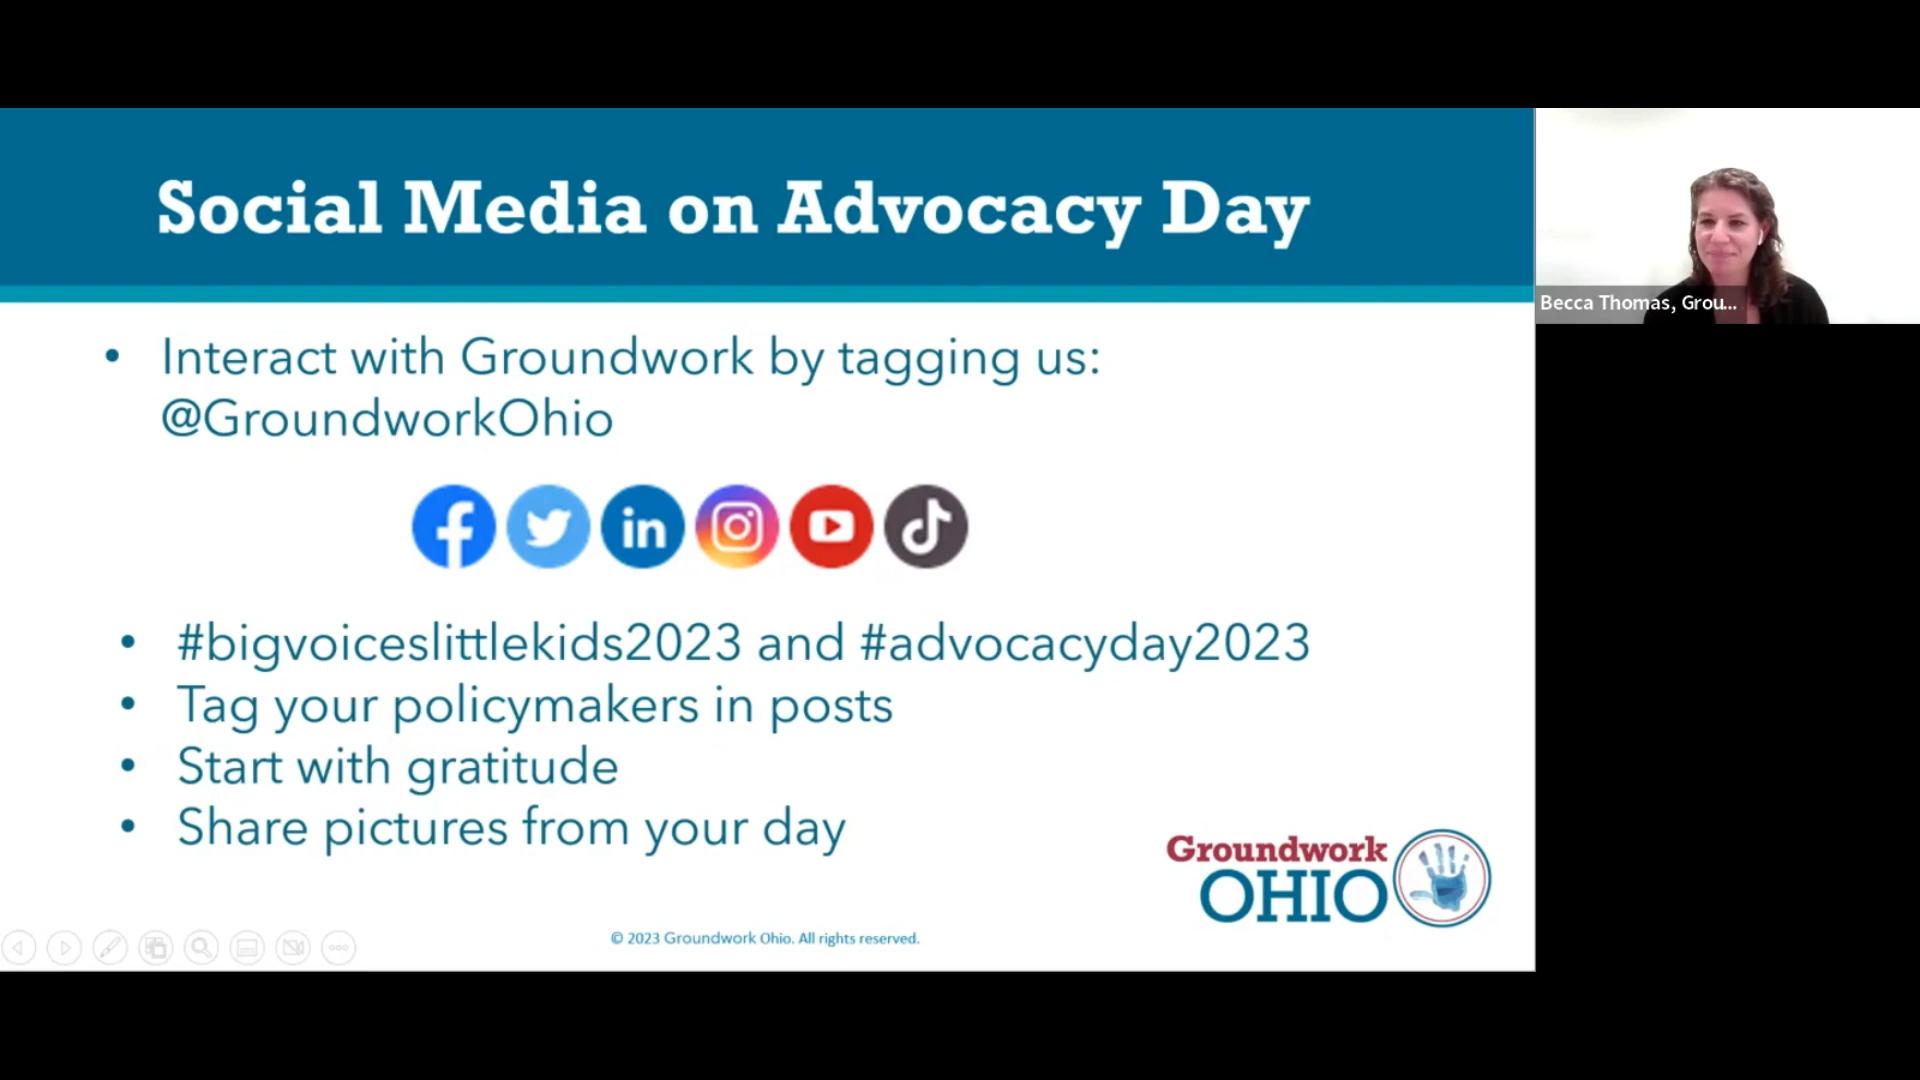 Social Media on Advocacy Day
Becca Thomas, Grou...
• Interact with Groundwork by tagging us:
@GroundworkOhio
• #bigvoiceslittlekids2023 and #advocacyday2023
• Tag your policymakers in posts
• Start with gratitude
• Share pictures from your day
Groundwork
OHIO
© 2023 Groundwork Ohio. All rights reserved.